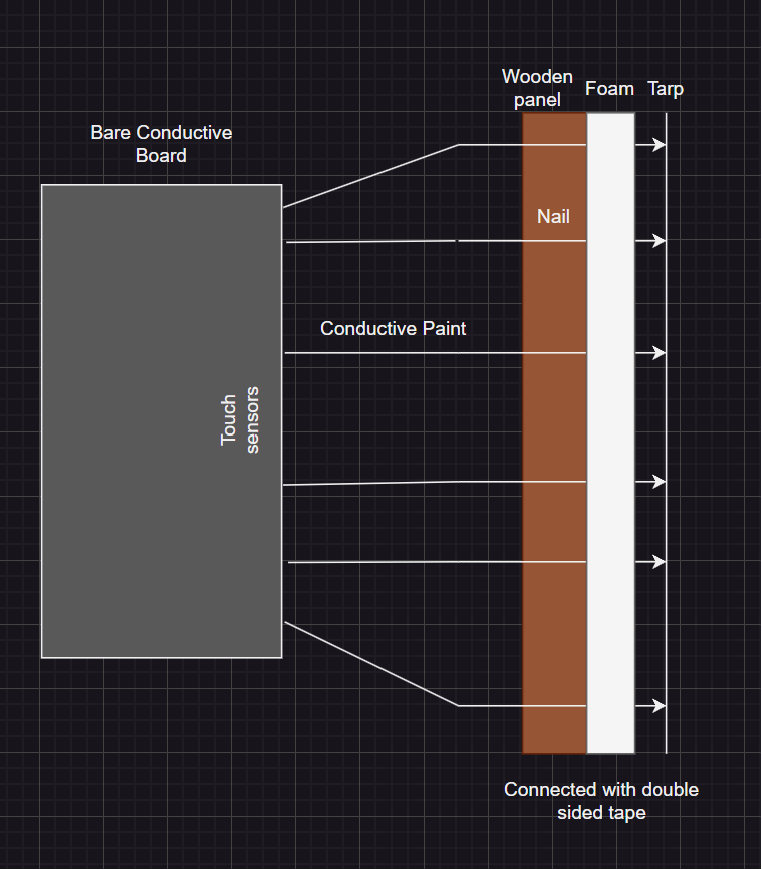 Wooden
panel
Foam
Tarp
Bare Conductive
Board
Nail
Conductive Paint
Touch
sensors
Connected with double
sided tape